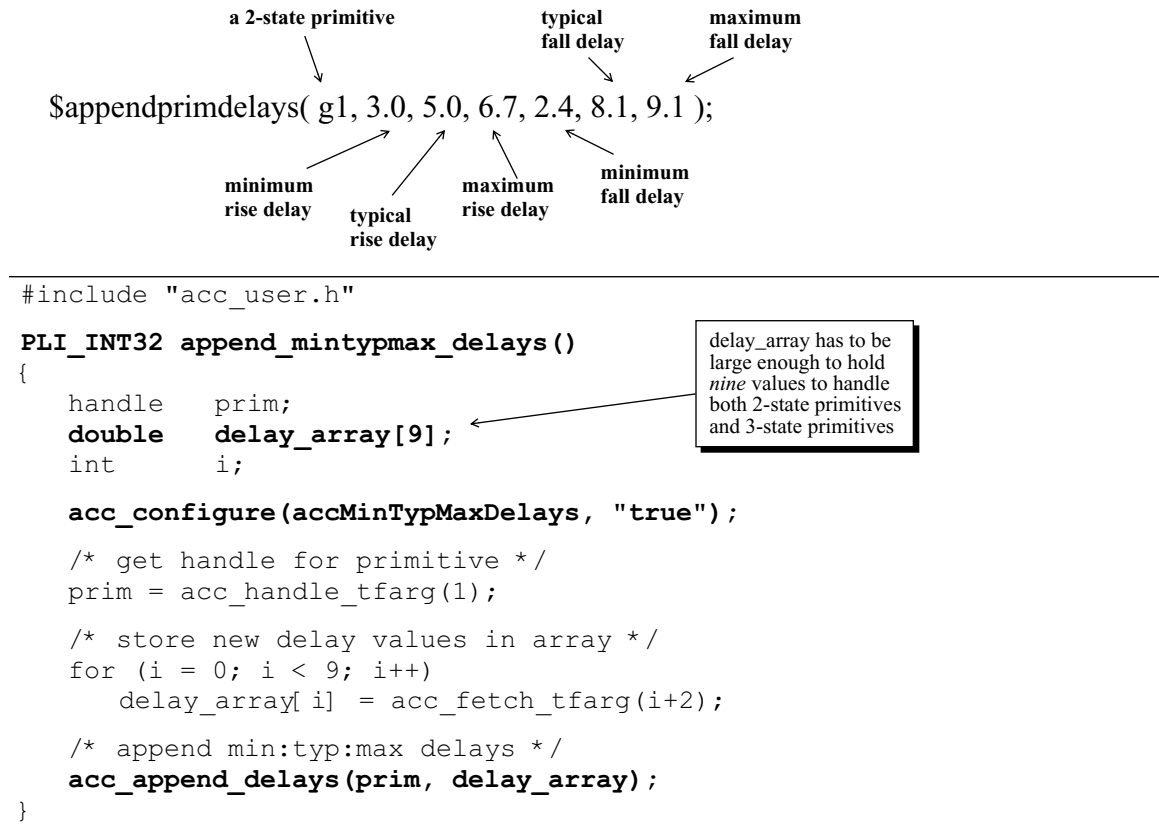 a 2-state primitive
typical
fall delay
maximum
fall delay
$appendprimdelays( g1, 3.0, 5.0, 6.7, 2.4, 8.1, 9.1 );
minimum
rise delay
typical
rise delay
maximum
rise delay
minimum
fall delay
#include "acc_user.h"
PLI_INT32 append_mintypmax_delays()
{
handle prim;
double delay_array[9];
int i;
delay_array has to be
large enough to hold
nine values to handle
both 2-state primitives
and 3-state primitives
acc_configure(accMinTypMaxDelays, "true");
/* get handle for primitive */
prim = acc_handle_tfarg(1);
/* store new delay values in array */
for (i = 0; i < 9; i++)
delay_array[ i] = acc_fetch_tfarg(i+2);
/* append min:typ:max delays */
acc_append_delays(prim, delay_array);
}